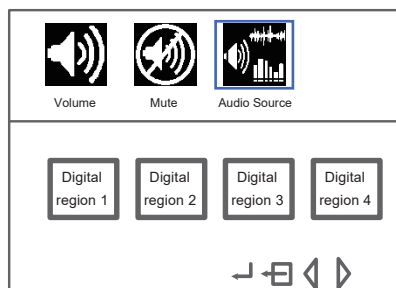 Volume Mute Audio Source
Digital Digital Digital Digital
region 1 region 2 region 3 region 4